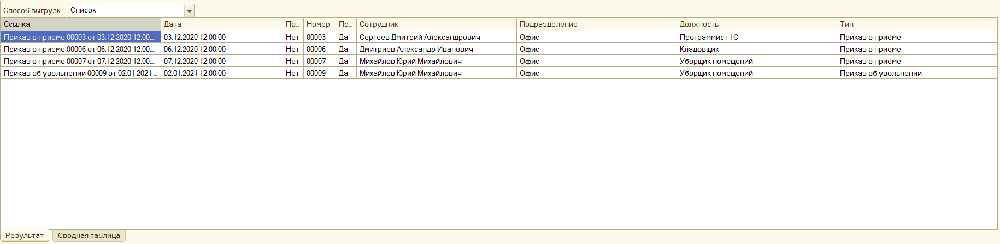 Способ выгрузк... Список
Ссылка Дата По... Номер Пр... Сотрудник Подразделение Должность Тип
Приказ о приеме 00003 от 03.12.2020 12:00:... 03.12.2020 12:00:00 Нет 00003 Да Сергеев Дмитрий Александрович Офис Программист 1С Приказ о приеме
Приказ о приеме 00006 от 06.12.2020 12:00:... 06.12.2020 12:00:00 Нет 00006 Да Дмитриев Александр Иванович Офис Кладовщик Приказ о приеме
Приказ о приеме 00007 от 07.12.2020 12:00:... 07.12.2020 12:00:00 Нет 00007 Да Михайлов Юрий Михайлович Офис Уборщик помещений Приказ о приеме
Приказ об увольнении 00009 от 02.01.2021 ... 02.01.2021 12:00:00 Нет 00009 Да Михайлов Юрий Михайлович Офис Уборщик помещений Приказ об увольнении
Результат Сводная таблица